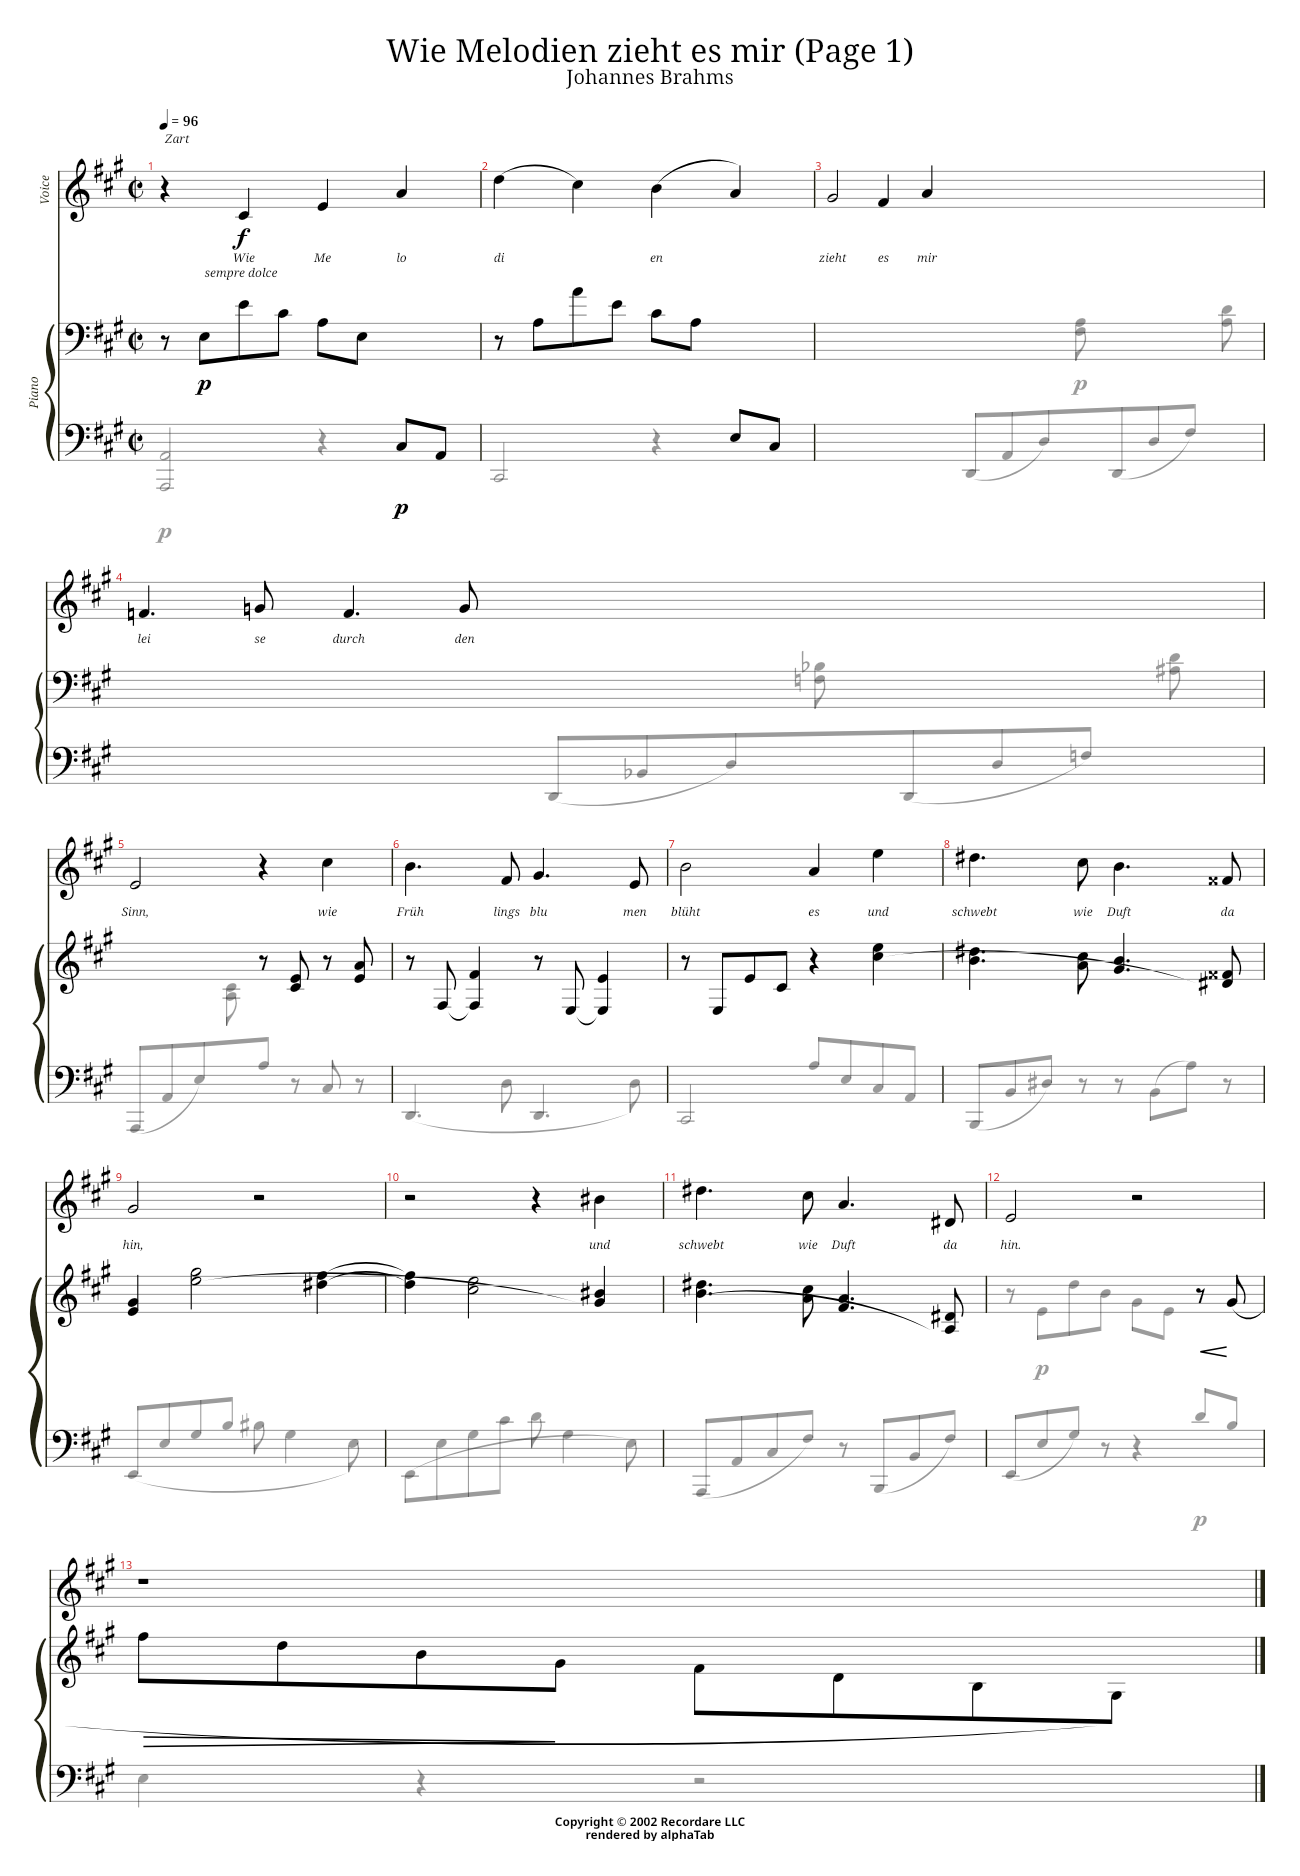 Wie Melodien zieht es mir (Page 1)
Johannes Brahms
= 96
Zart
Voice
1
2
3
f
Wie Me lo di en zieht es mir
sempre dolce
Piano
p
p
p
p
4
lei se durch den
5
6
7
8
Sinn, wie Früh lings blu men blüht es und schwebt wie Duft da
9
10
11
12
hin, und schwebt wie Duft da hin.
p
p
13
Copyright © 2002 Recordare LLC
rendered by alphaTab